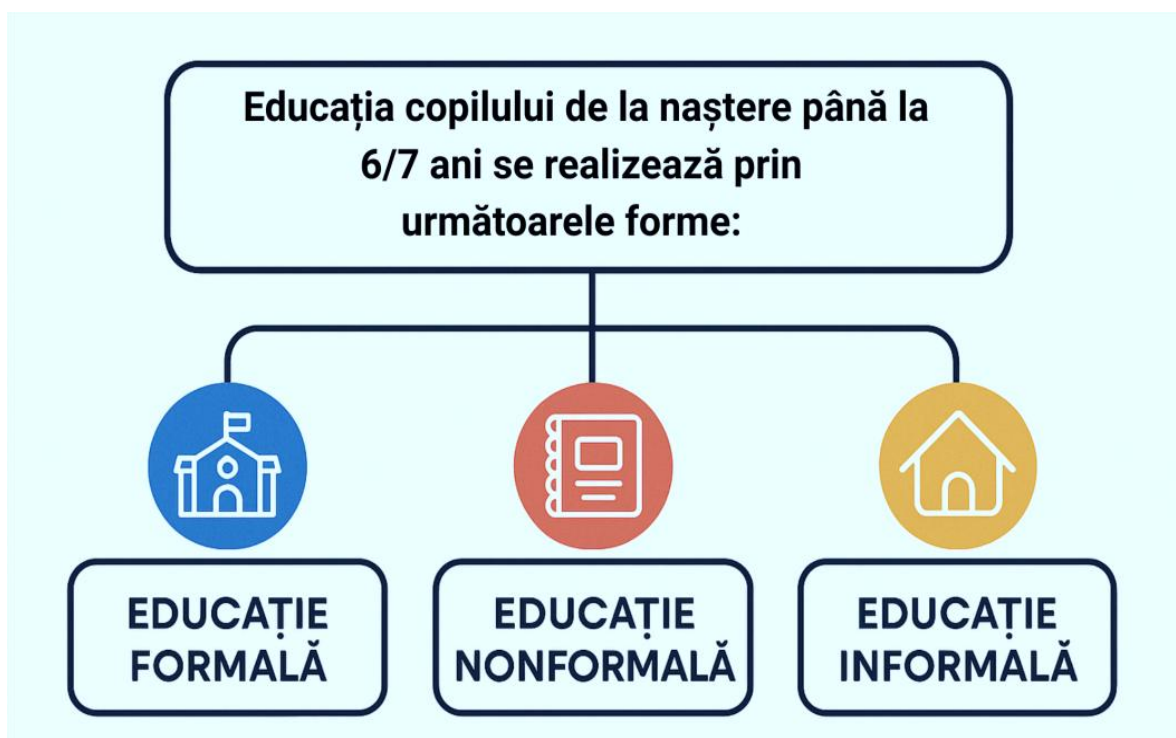 Educația copilului de la naștere până la
6/7 ani se realizează prin
următoarele forme:
EDUCAȚIE
FORMALĂ
EDUCAȚIE
NONFORMALĂ
EDUCAȚIE
INFORMALĂ